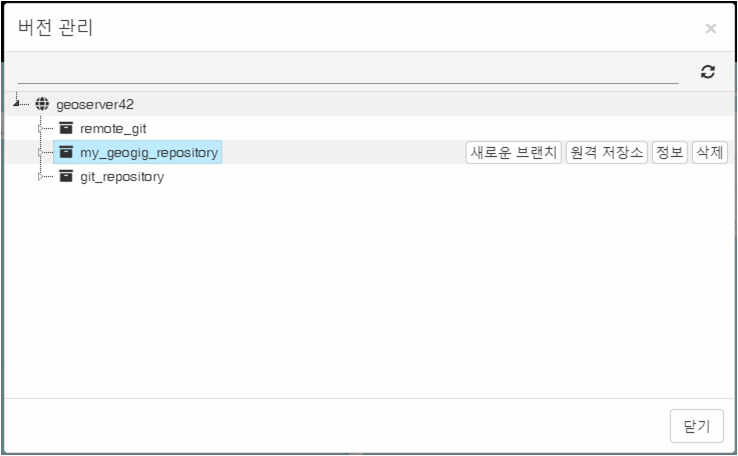 버전 관리 ×
geoserver42
remote_git
my_geogig_repository 새로운 브랜치 원격 저장소 정보 삭제
git_repository
닫기